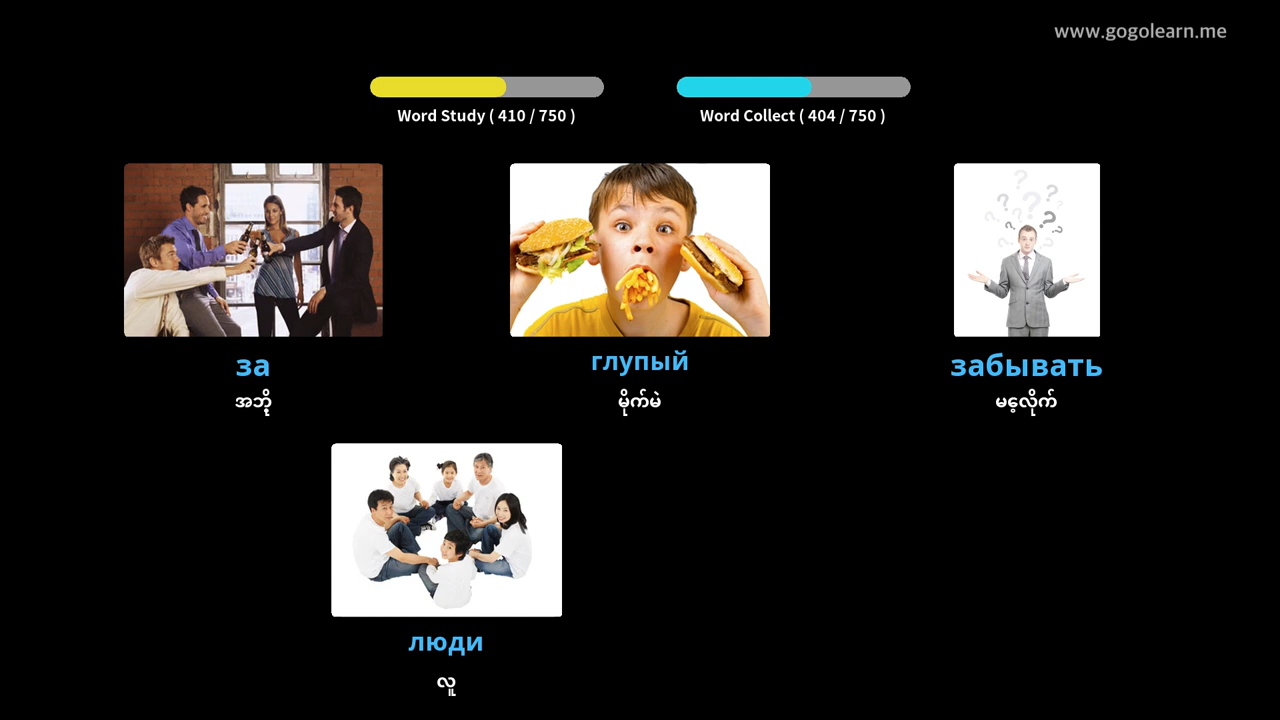 www.gogolearn.me
Word Study ( 410 / 750 )
Word Collect ( 404 / 750 )
за
глупый
забывать
အဘို့
မိုက်မဲ
မငေ့လိုက်
люди
လူ